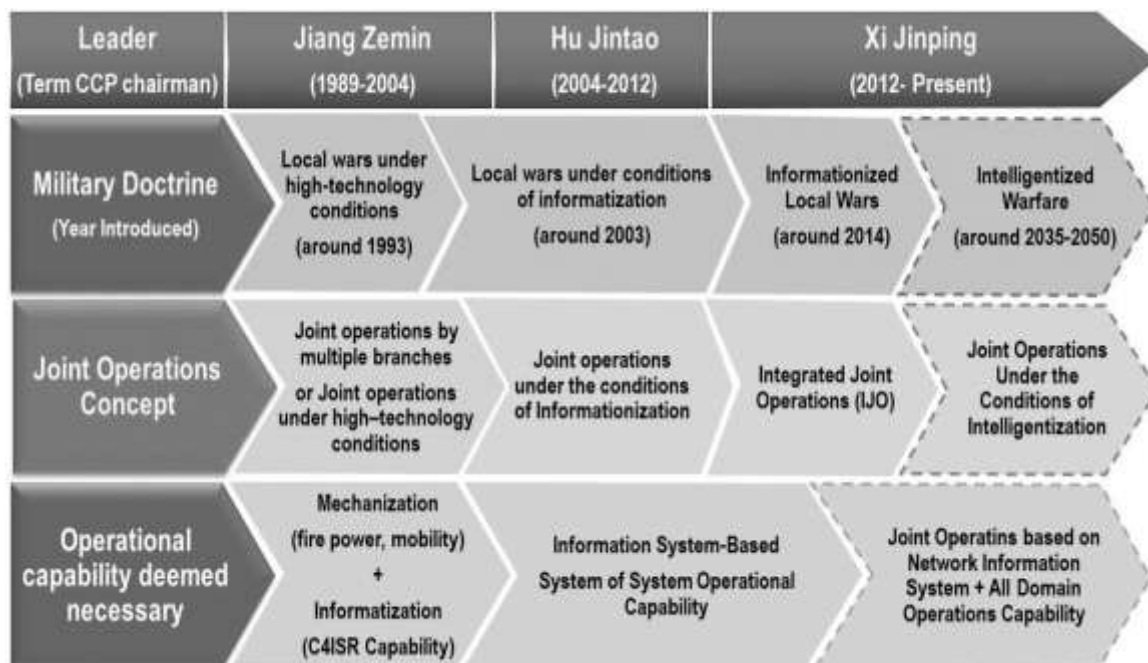 Leader
(Term CCP chairman)
Jiang Zemin
(1989-2004)
Hu Jintao
(2004-2012)
Xi Jinping
(2012- Present)
Military Doctrine
(Year Introduced)
Local wars under
high-technology
conditions
(around 1993)
Local wars under conditions
of informatization
(around 2003)
Informationized
Local Wars
(around 2014)
Intelligentized
Warfare
(around 2035-2050)
Joint Operations
Concept
Joint operations by
multiple branches
or Joint operations
under high–technology
conditions
Joint operations
under the conditions
of Informationization
Integrated Joint
Operations (IJO)
Joint Operations
Under the
Conditions of
Intelligentization
Operational
capability deemed
necessary
Mechanization
(fire power, mobility)
+
Informatization
(C4ISR Capability)
Information System-Based
System of System Operational
Capability
Joint Operatins based on
Network Information
System + All Domain
Operations Capability